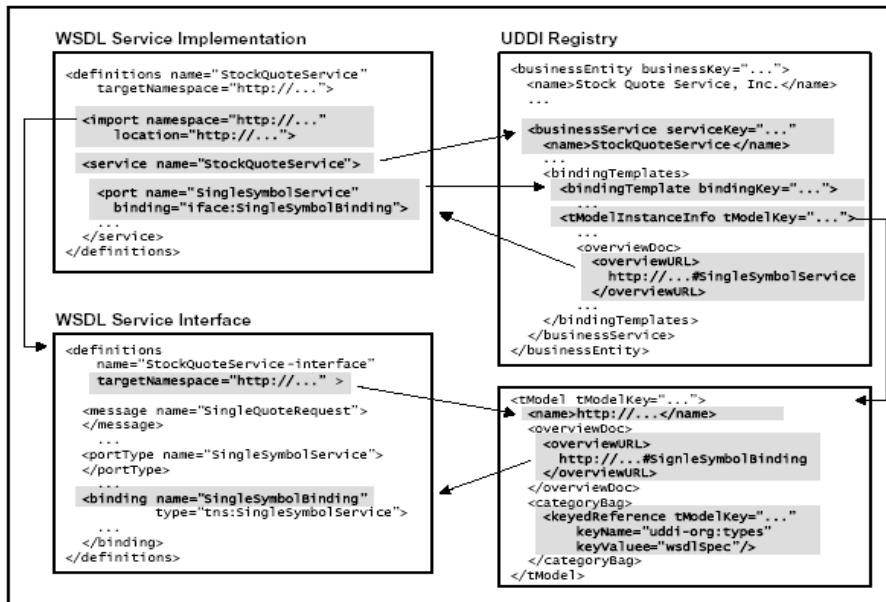 WSDL Service Implementation
<definitions name="StockQuoteService"
targetNamespace="http://...">
<import namespace="http://..."
location="http://...">
<service name="StockQuoteService">
<port name="SingleSymbolService"
binding="iface:SingleSymbolBinding">
...
</service>
</definitions>
UDDI Registry
<businessEntity businessKey="...">
<name>Stock Quote Service, Inc.</name>
...
<businessService serviceKey="..."
<name>StockQuoteService</name>
...
<bindingTemplates>
<bindingTemplate bindingKey="...">
...
<tModelInstanceInfo tModelKey="...">
...
<overviewDoc>
<overviewURL>
http://...#SingleSymbolService
</overviewURL>
...
</bindingTemplates>
</businessService>
</businessEntity>
WSDL Service Interface
<definitions
name="StockQuoteService-interface"
targetNamespace="http://..." >
<message name="SingleQuoteRequest">
</message>
...
<portType name="SingleSymbolService">
</portType>
...
<binding name="SingleSymbolBinding"
type="tns:SingleSymbolService">
...
</binding>
</definitions>
<tModel tModelKey="...">
<name>http://...</name>
<overviewDoc>
<overviewURL>
http://...#SignleSymbolBinding
</overviewURL>
</overviewDoc>
<categoryBag>
<keyedReference tModelKey="..."
keyName="uddi-org:types"
keyValuee="wsdlSpec"/>
</categoryBag>
</tModel>